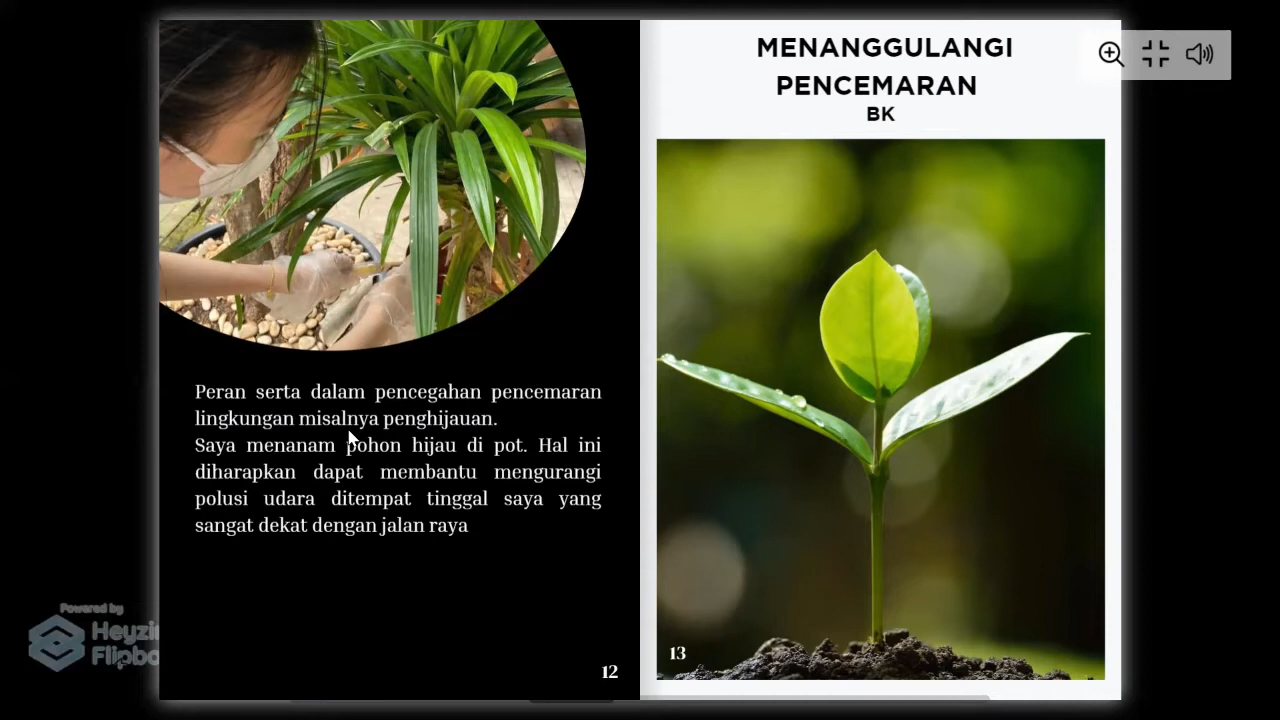 Peran serta dalam pencegahan pencemaran
lingkungan misalnya penghijauan.
Saya menanam pohon hijau di pot. Hal ini
diharapkan dapat membantu mengurangi
polusi udara ditempat tinggal saya yang
sangat dekat dengan jalan raya
12
MENANGGULANGI
PENCEMARAN
BK
13
Powered by